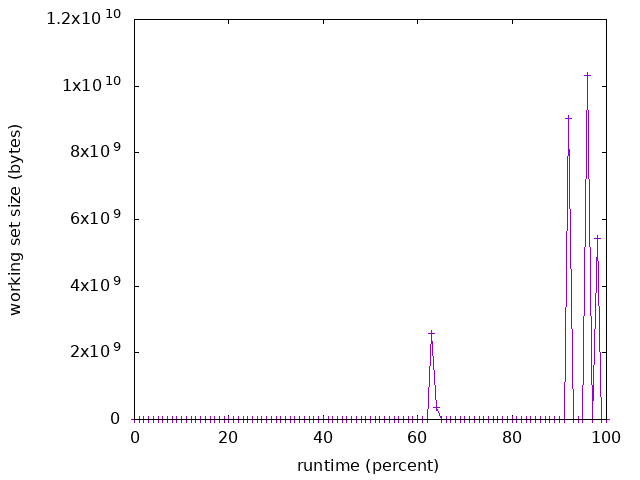 1.2x10^10
1x10^10
8x10^9
6x10^9
4x10^9
2x10^9
0
0 20 40 60 80 100
working set size (bytes)
runtime (percent)